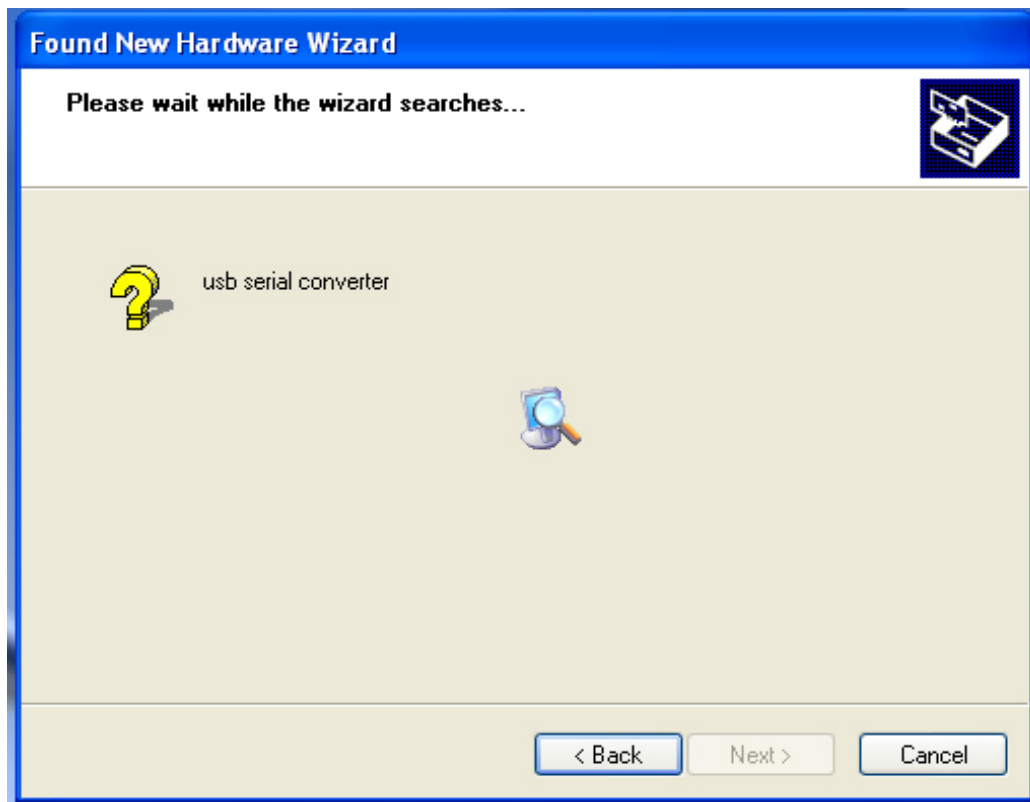 Found New Hardware Wizard
Please wait while the wizard searches...
usb serial converter
< Back
Next >
Cancel